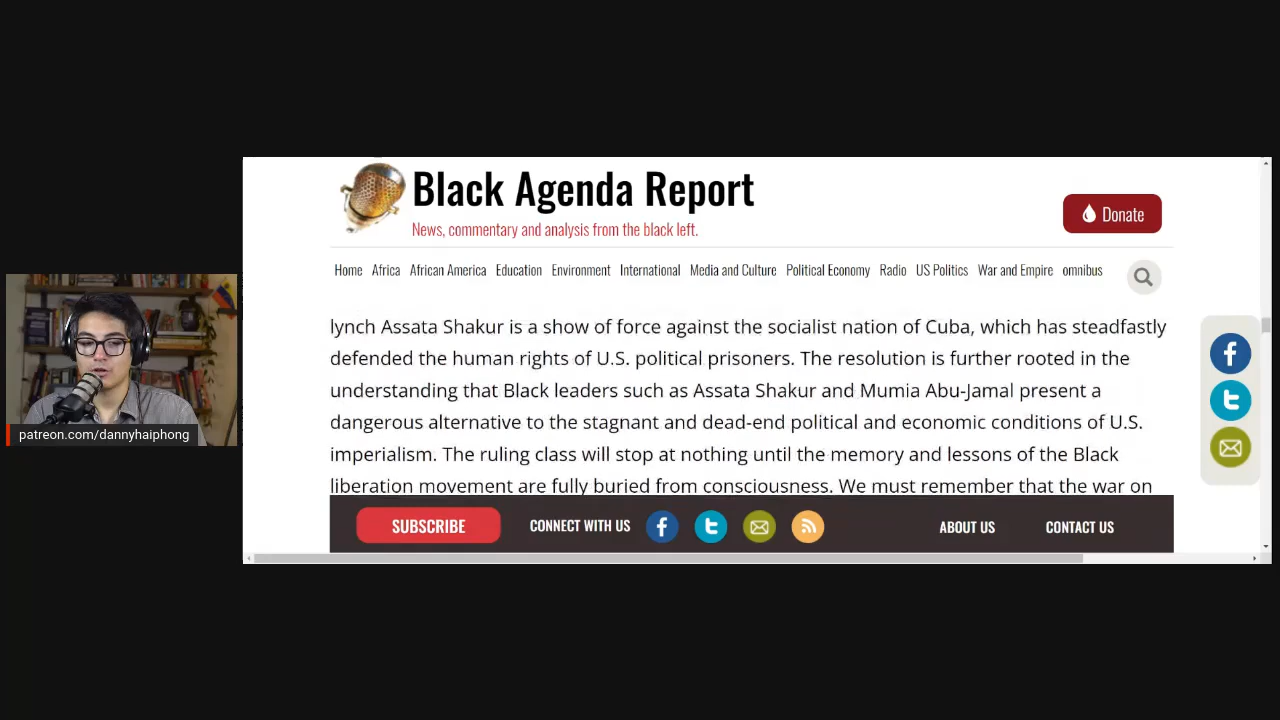 Black Agenda Report
News, commentary and analysis from the black left.
Donate
Home Africa African America Education Environment International Media and Culture Political Economy Radio US Politics War and Empire omnibus
lynch Assata Shakur is a show of force against the socialist nation of Cuba, which has steadfastly
defended the human rights of U.S. political prisoners. The resolution is further rooted in the
understanding that Black leaders such as Assata Shakur and Mumia Abu-Jamal present a
dangerous alternative to the stagnant and dead-end political and economic conditions of U.S.
imperialism. The ruling class will stop at nothing until the memory and lessons of the Black
liberation movement are fully buried from consciousness. We must remember that the war on
SUBSCRIBE CONNECT WITH US ABOUT US CONTACT US
patreon.com/dannyhaiphong